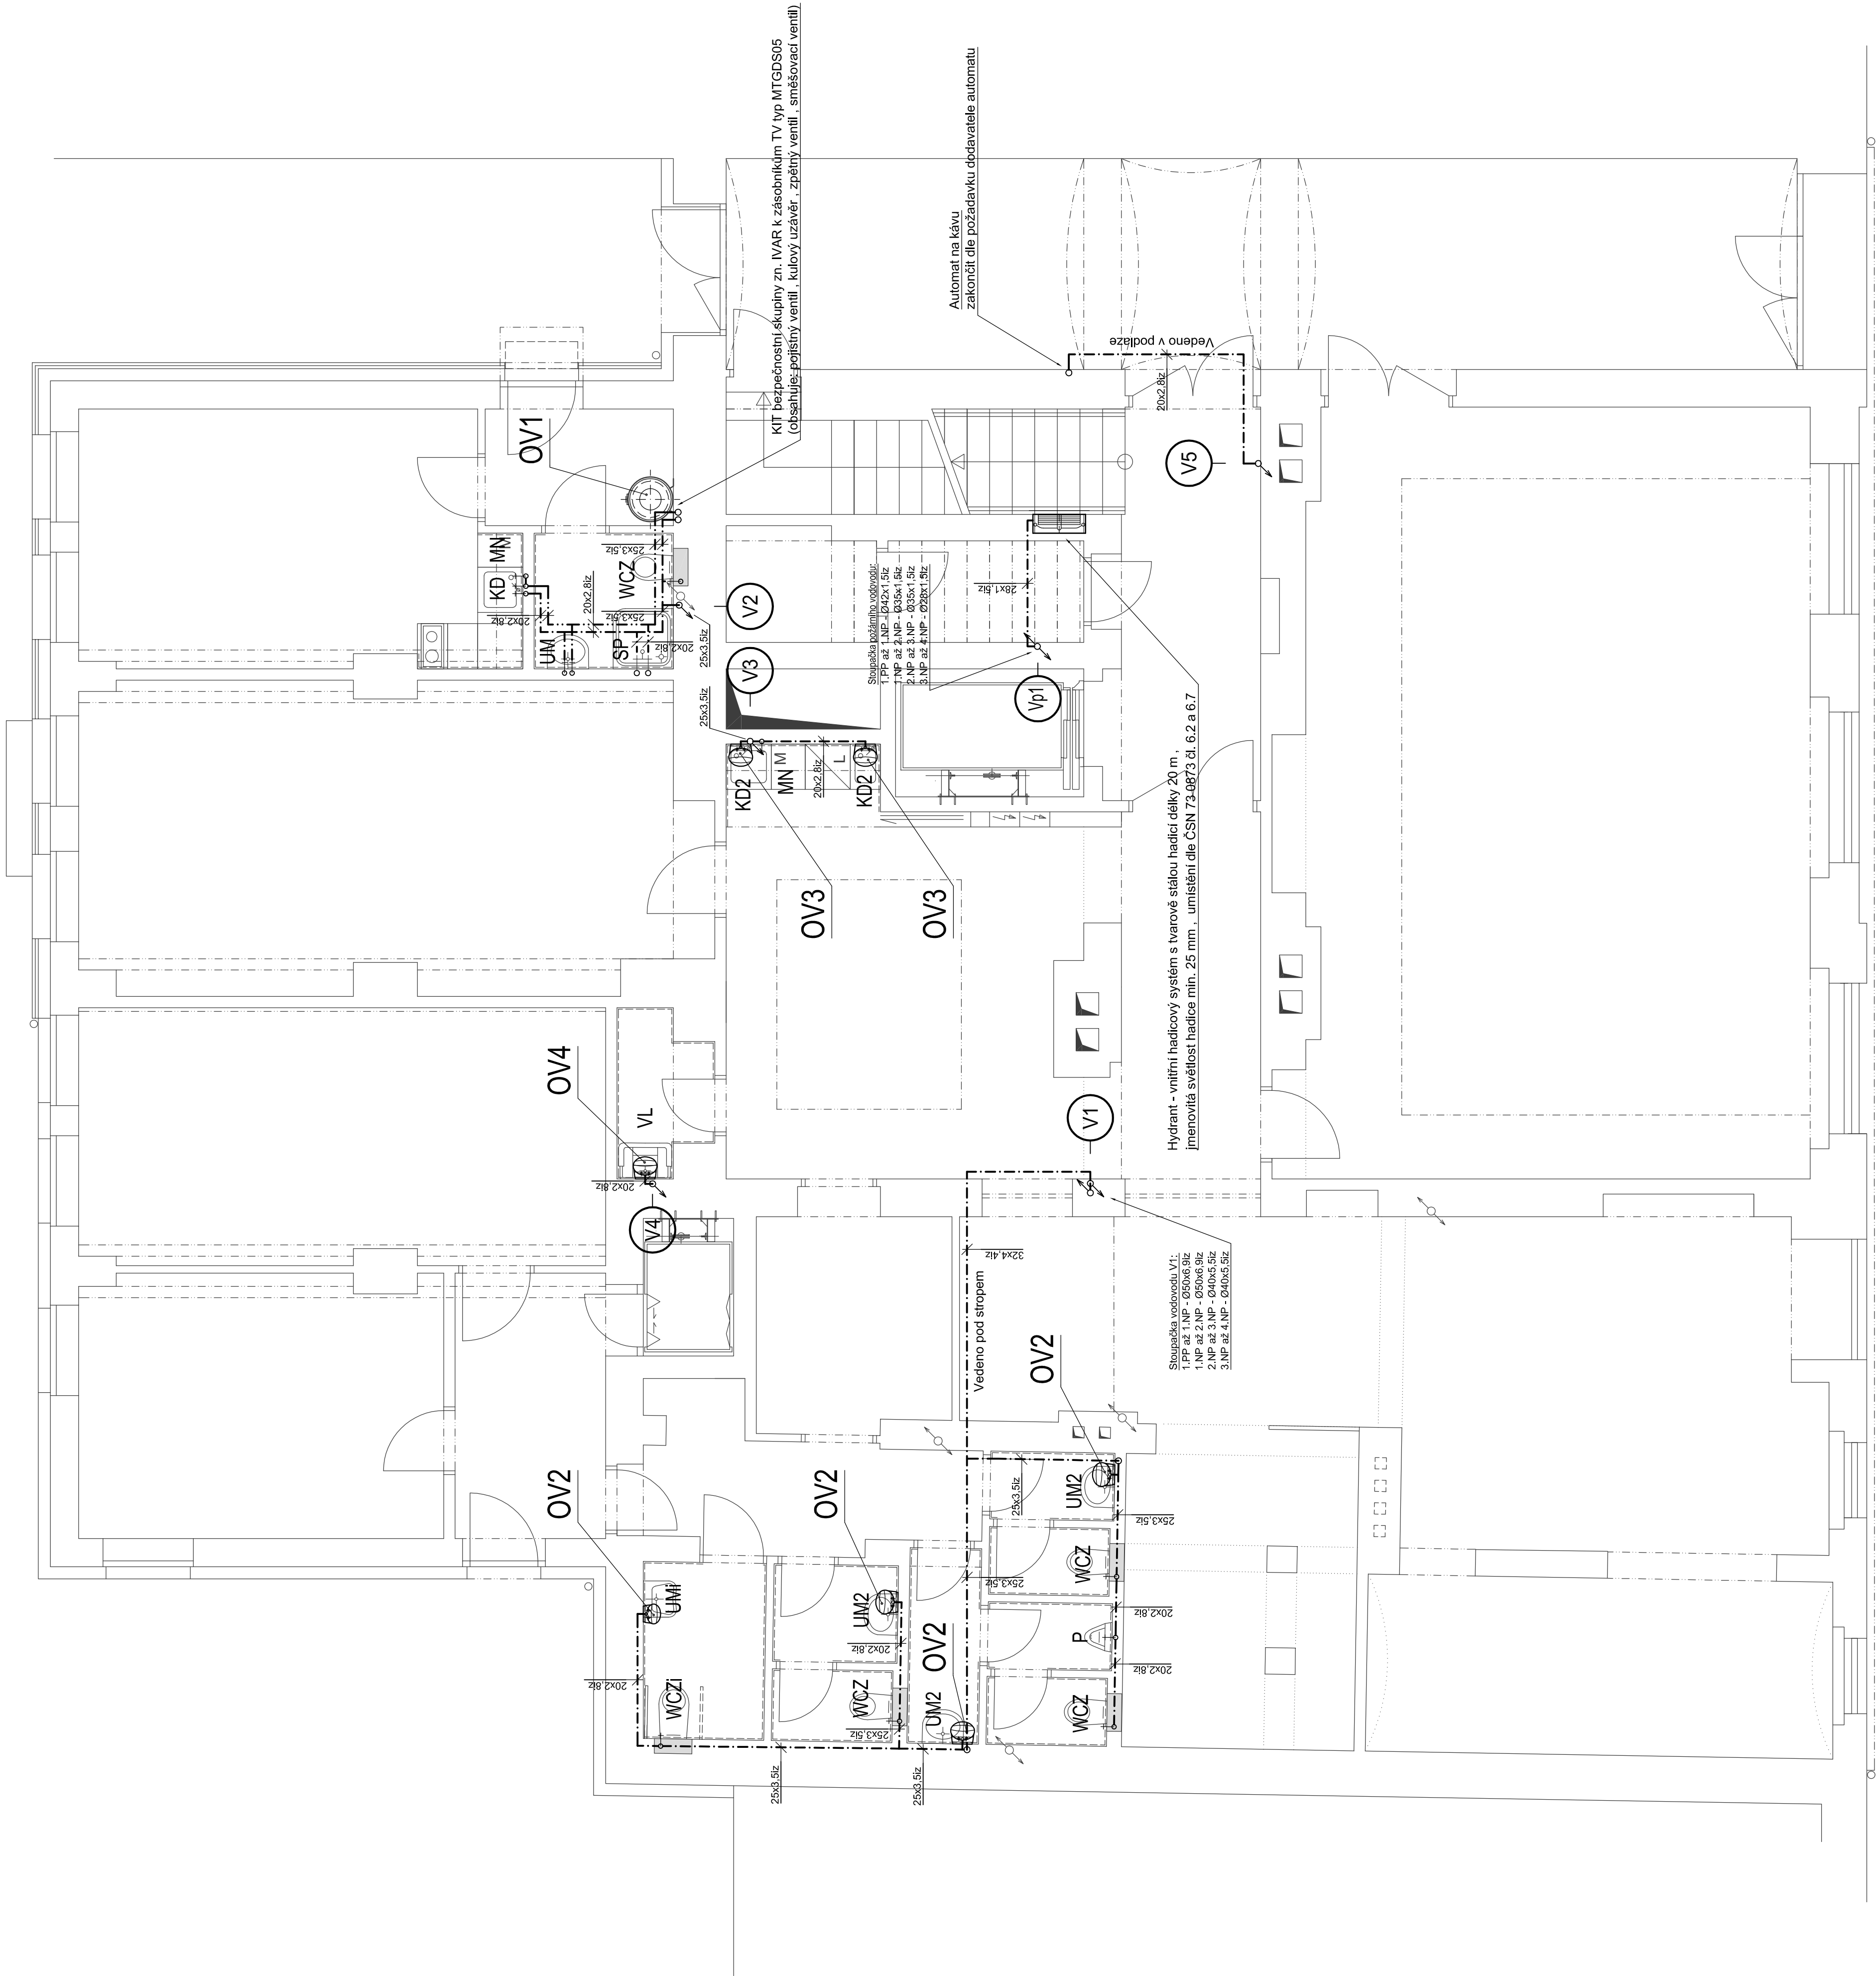 KIT bezpečnostní skupiny zn. IVAR k zásobníkům TV typ MTGDS05
(obsahuje: pojistný ventil , kulový uzávěr , zpětný ventil , směšovací ventil)
Automat na kávu
zakončit dle požadavku dodavatele automatu
Vedeno v podlaze
20x2,8iz
V5
OV1
KD
MN
M
20x2,8iz
20x2,8iz
25x3,5iz
WCZ
25x3,5iz
UM
SP
20x2,8iz
25x3,5iz
V2
V3
25x3,5iz
Stoupačka požárního vodovodu:
1.PP až 1.NP - Ø42x1,5iz
1.NP až 2.NP - Ø35x1,5iz
2.NP až 3.NP - Ø35x1,5iz
3.NP až 4.NP - Ø28x1,5iz
28x1,5iz
Vp1
KD2
MN
M
20x2,8iz
L
KD2
OV3
OV3
Hydrant - vnitřní hadicový systém s tvarově stálou hadicí délky 20 m ,
jmenovitá světlost hadice min. 25 mm , umístění dle ČSN 73 0873 čl. 6.2 a 6.7
OV4
VL
20x2,8iz
V4
V1
32x4,4iz
Vedeno pod stropem
Stoupačka vodovodu V1:
1.PP až 1.NP - Ø50x6,9iz
1.NP až 2.NP - Ø50x6,9iz
2.NP až 3.NP - Ø40x5,5iz
3.NP až 4.NP - Ø40x5,5iz
OV2
OV2
OV2
OV2
UMi
WCZi
20x2,8iz
UM2
20x2,8iz
WCZ
25x3,5iz
UM2
25x3,5iz
25x3,5iz
25x3,5iz
UM2
25x3,5iz
25x3,5iz
WCZ
20x2,8iz
P
20x2,8iz
WCZ